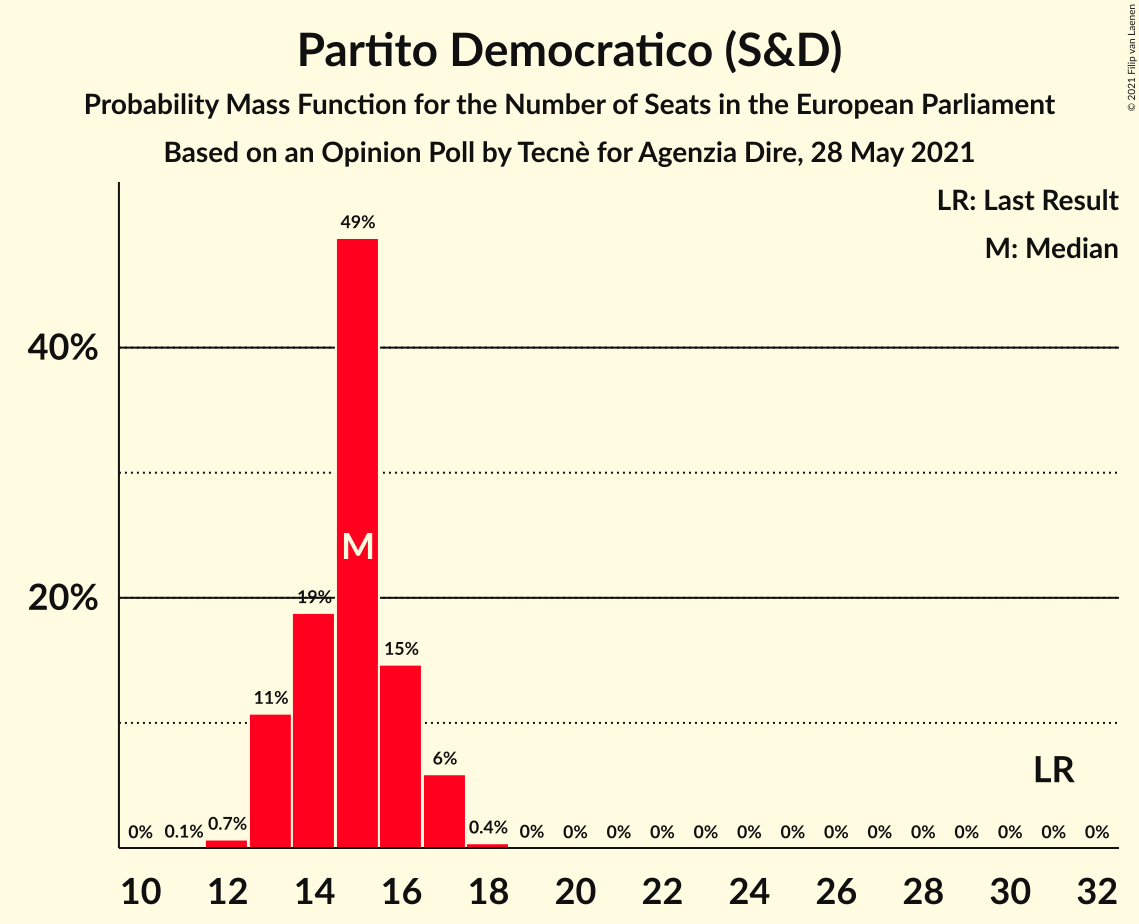 Partito Democratico (S&D)
Probability Mass Function for the Number of Seats in the European Parliament
Based on an Opinion Poll by Tecnè for Agenzia Dire, 28 May 2021
© 2021 Filip van Laenen
LR: Last Result
M: Median
40%
20%
0%
0.1%
0.7%
11%
19%
49%
M
15%
6%
0.4%
0%
0%
0%
0%
0%
0%
0%
0%
0%
0%
0%
0%
0%
0%
LR
10 12 14 16 18 20 22 24 26 28 30 32